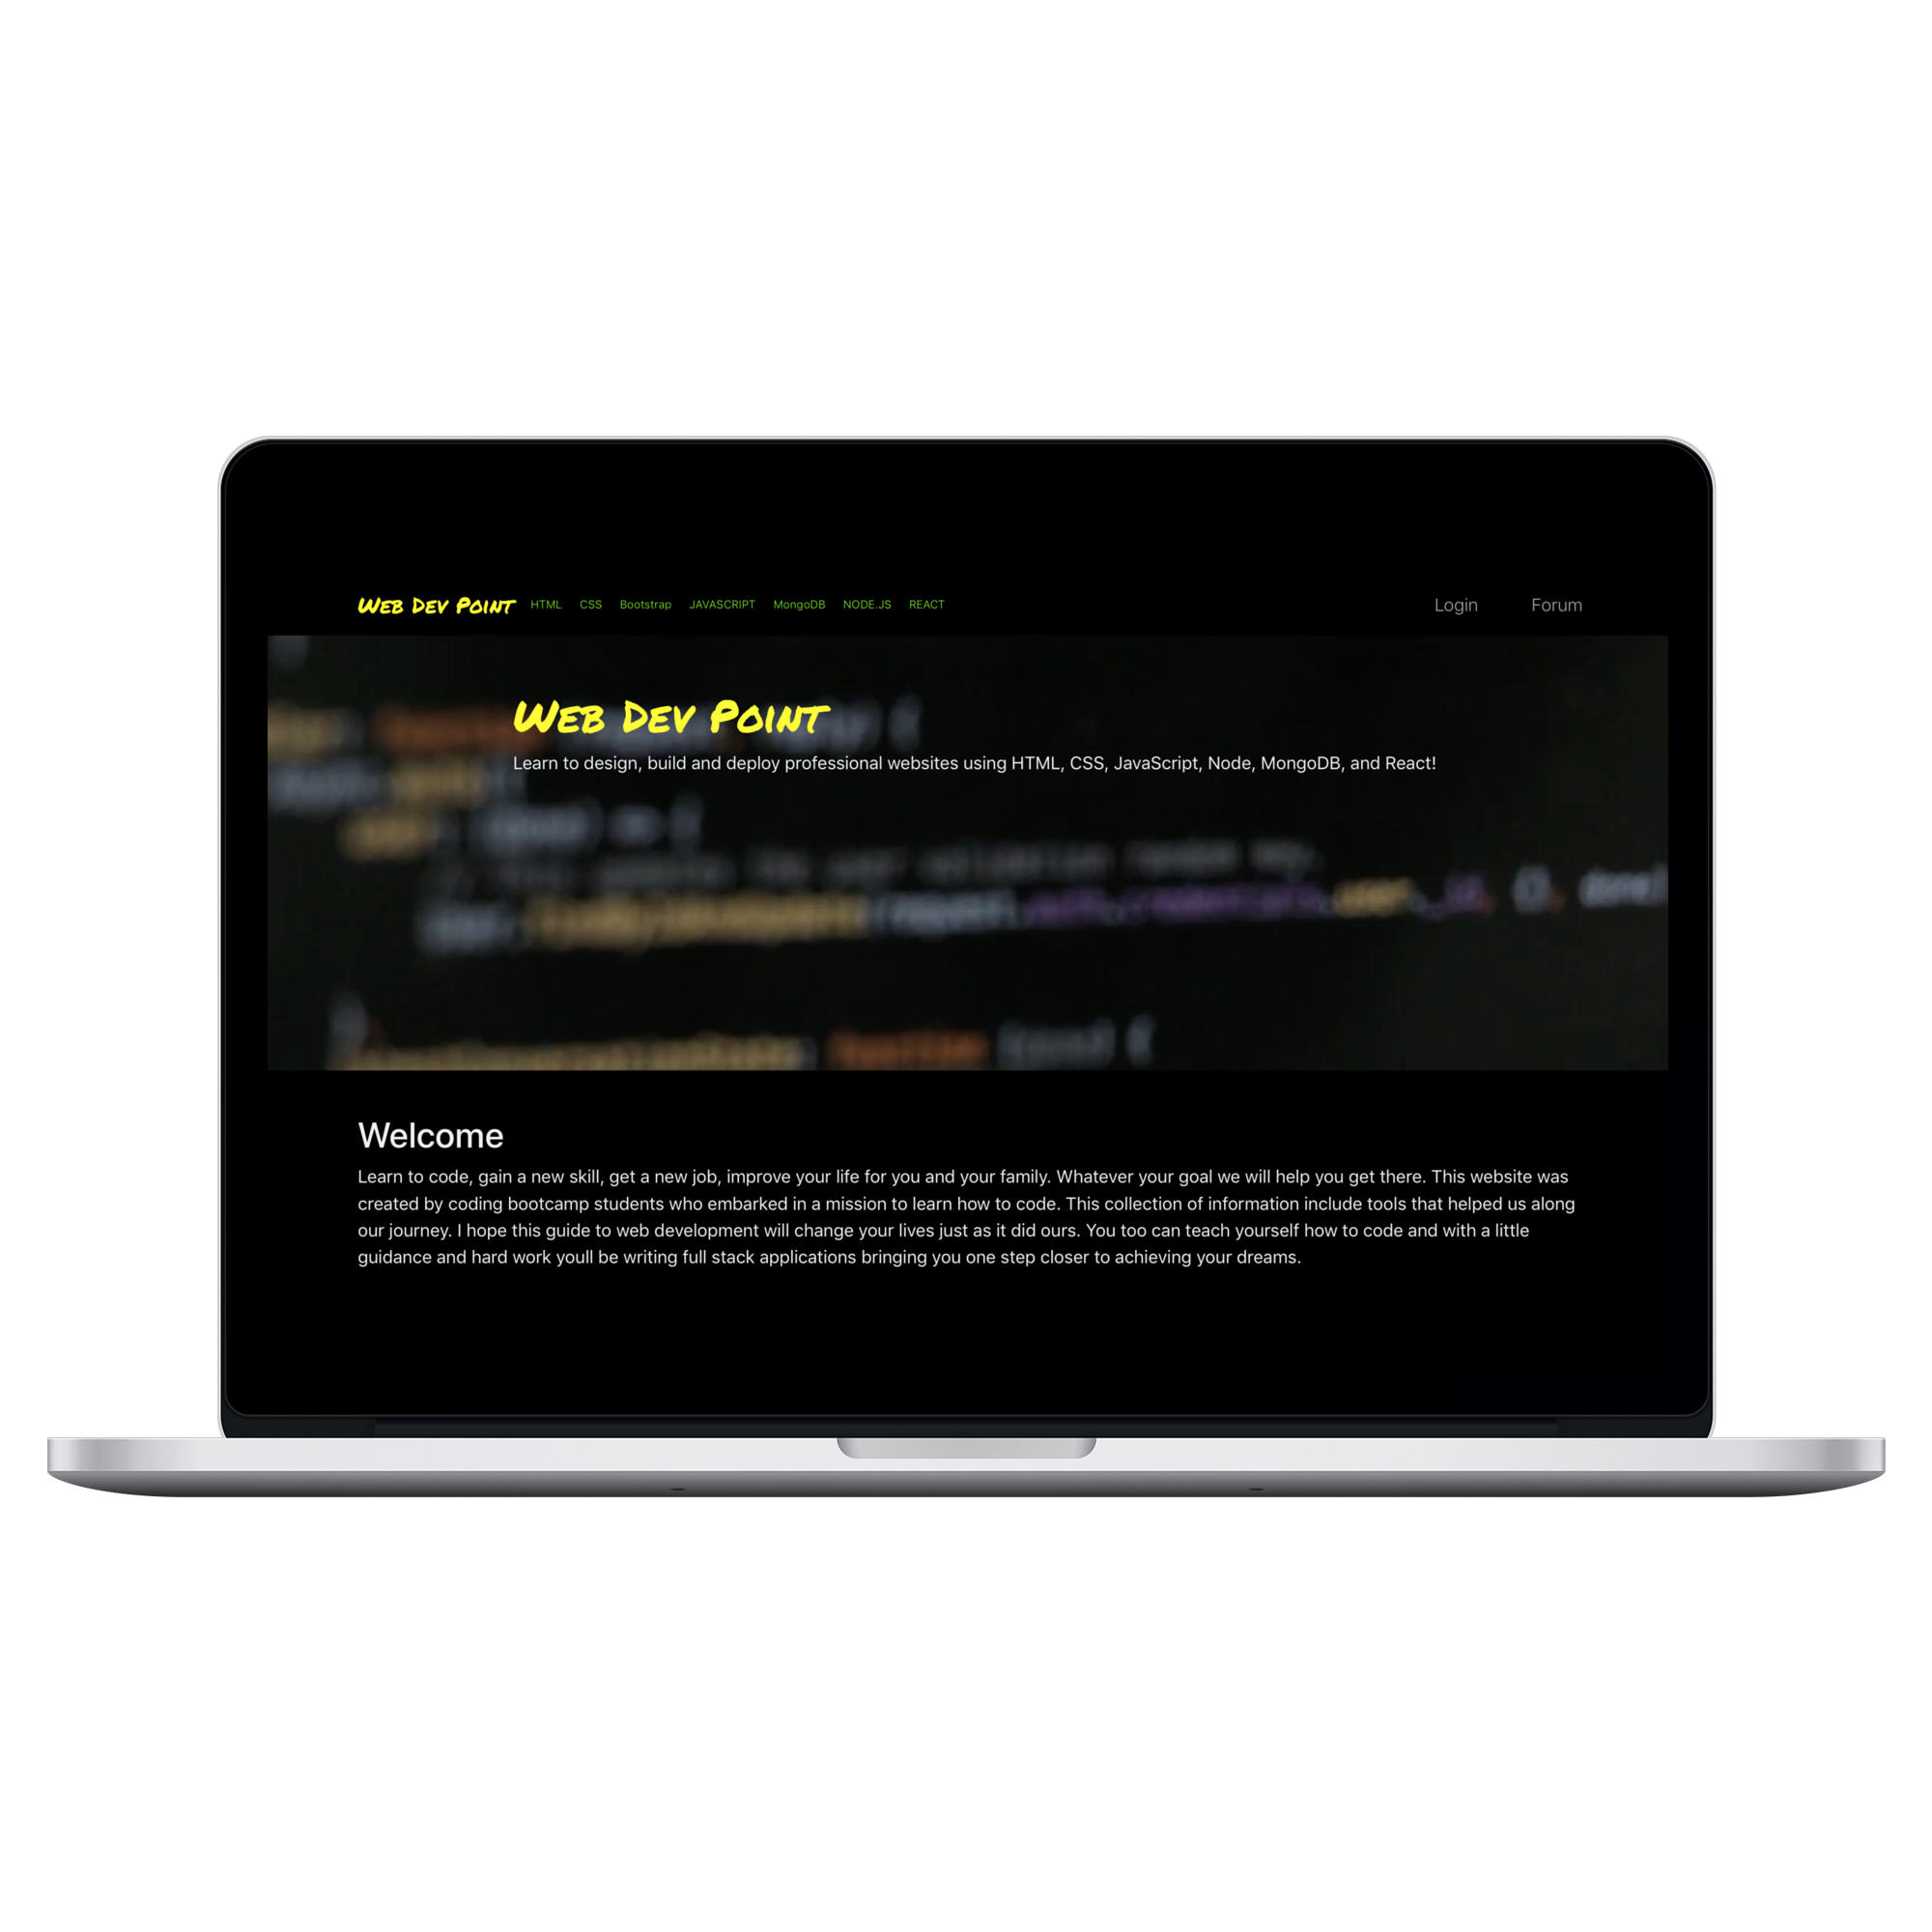 Web Dev Point HTML CSS Bootstrap JAVASCRIPT MongoDB NODE.JS REACT Login Forum
Web Dev Point
Learn to design, build and deploy professional websites using HTML, CSS, JavaScript, Node, MongoDB, and React!
Welcome
Learn to code, gain a new skill, get a new job, improve your life for you and your family. Whatever your goal we will help you get there. This website was
created by coding bootcamp students who embarked in a mission to learn how to code. This collection of information include tools that helped us along
our journey. I hope this guide to web development will change your lives just as it did ours. You too can teach yourself how to code and with a little
guidance and hard work youll be writing full stack applications bringing you one step closer to achieving your dreams.